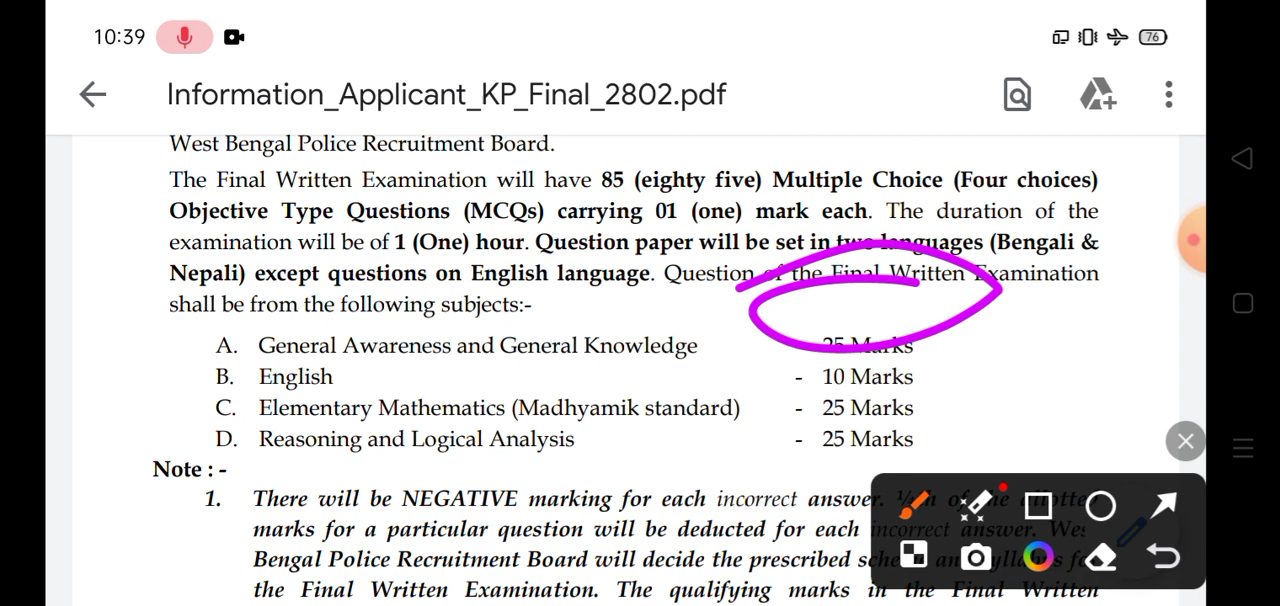 10:39
76
Information_Applicant_KP_Final_2802.pdf
West Bengal Police Recruitment Board.
The Final Written Examination will have 85 (eighty five) Multiple Choice (Four choices)
Objective Type Questions (MCQs) carrying 01 (one) mark each. The duration of the
examination will be of 1 (One) hour. Question paper will be set in two languages (Bengali &
Nepali) except questions on English language. Question of the Final Written Examination
shall be from the following subjects:-
A. General Awareness and General Knowledge 25 Marks
B. English - 10 Marks
C. Elementary Mathematics (Madhyamik standard) - 25 Marks
D. Reasoning and Logical Analysis - 25 Marks
Note : -
1. There will be NEGATIVE marking for each incorrect answer. of the
marks for a particular question will be deducted for each incorrect answer.
Bengal Police Recruitment Board will decide the prescribed
the Final Written Examination. The qualifying marks in the Final Written